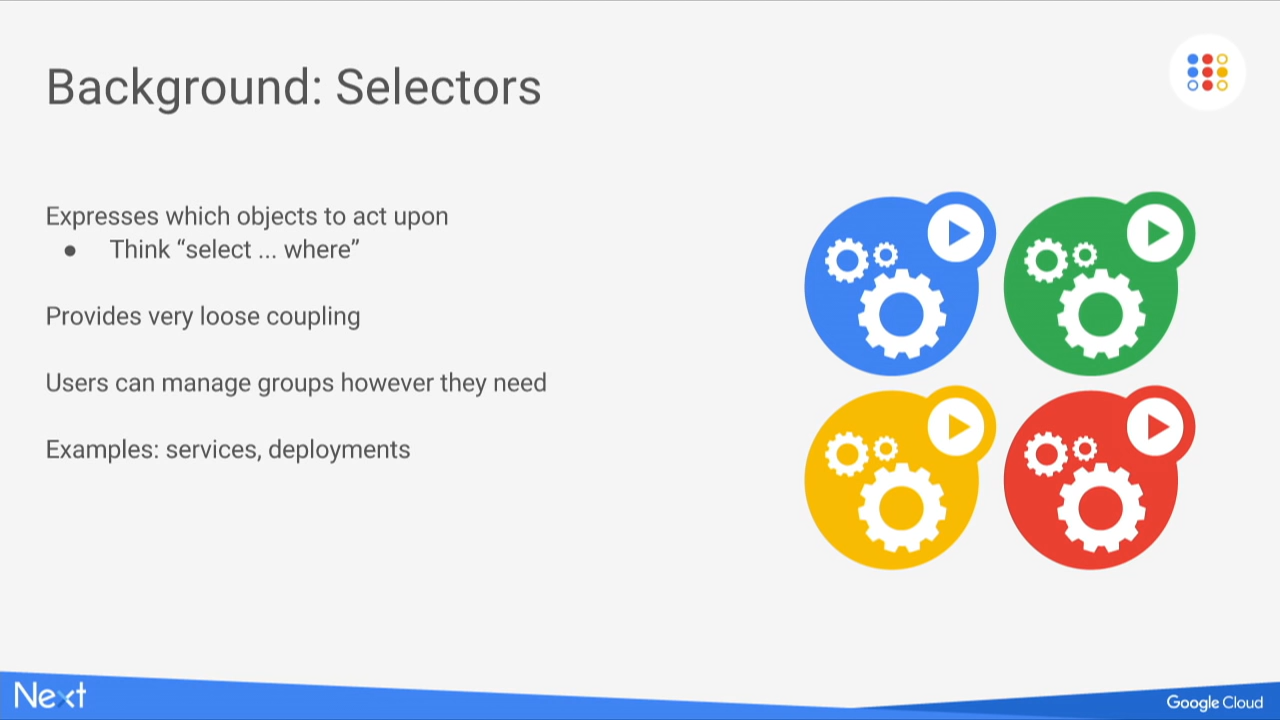 Background: Selectors
Expresses which objects to act upon
● Think “select ... where”
Provides very loose coupling
Users can manage groups however they need
Examples: services, deployments
Next
Google Cloud